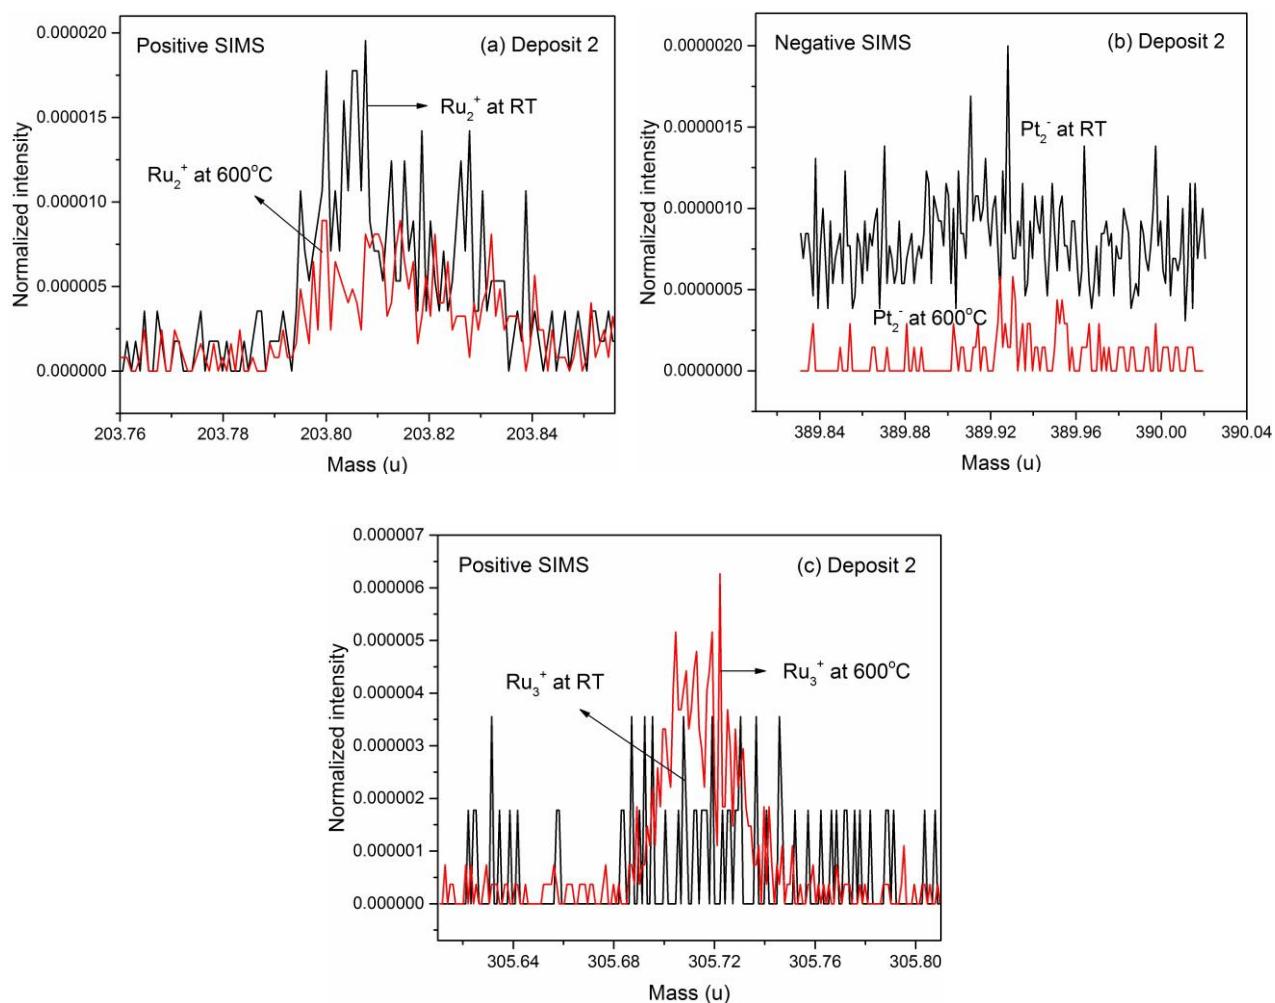 Positive SIMS
(a) Deposit 2
Ru₂⁺ at RT
Ru₂⁺ at 600°C
0.000020
0.000015
0.000010
0.000005
0.000000
Normalized intensity
203.76 203.78 203.80 203.82 203.84
Mass (u)
Negative SIMS
(b) Deposit 2
Pt₂⁻ at RT
Pt₂⁻ at 600°C
0.0000020
0.0000015
0.0000010
0.0000005
0.0000000
Normalized intensity
389.84 389.88 389.92 389.96 390.00 390.04
Mass (u)
Positive SIMS
(c) Deposit 2
Ru₃⁺ at RT
Ru₃⁺ at 600°C
0.000007
0.000006
0.000005
0.000004
0.000003
0.000002
0.000001
0.000000
Normalized intensity
305.64 305.68 305.72 305.76 305.80
Mass (u)